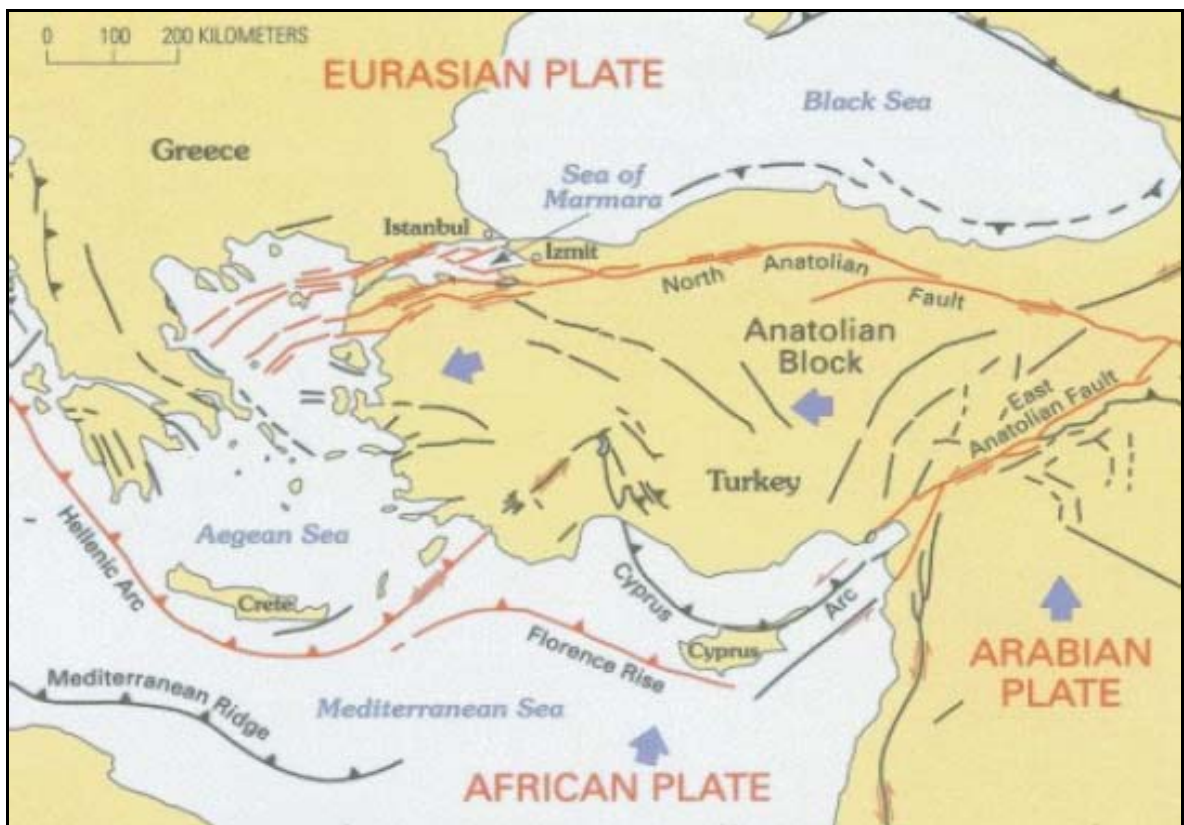 0 100 200 KILOMETERS
EURASIAN PLATE
Black Sea
Greece
Sea of
Marmara
Istanbul
Izmit
North Anatolian Fault
Anatolian
Block
East
Anatolian Fault
Turkey
Aegean Sea
Hellenic Arc
Crete
Cyprus Arc
Cyprus
Florence Rise
ARABIAN
PLATE
Mediterranean Ridge
Mediterranean Sea
AFRICAN PLATE